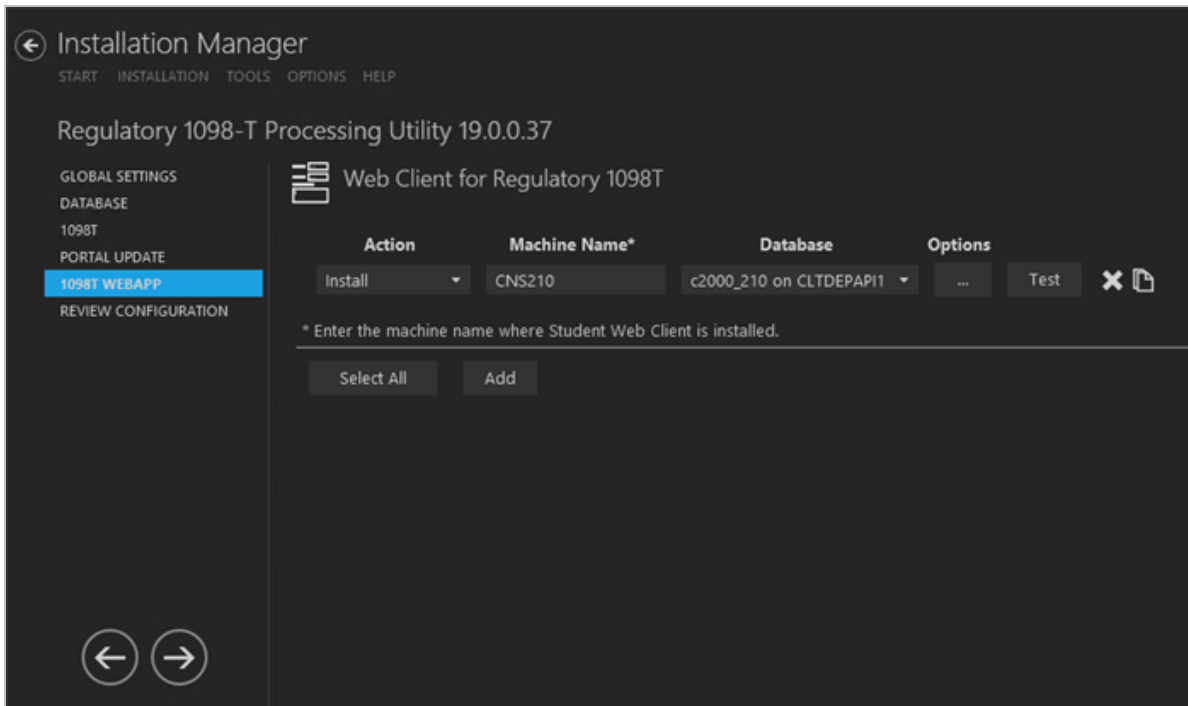 Installation Manager
START INSTALLATION TOOLS OPTIONS HELP
Regulatory 1098-T Processing Utility 19.0.0.37
GLOBAL SETTINGS
DATABASE
1098T
PORTAL UPDATE
1098T WEBAPP
REVIEW CONFIGURATION
Web Client for Regulatory 1098T
Action Machine Name* Database Options
Install CNS210 c2000_210 on CLTDEPAPI1 ... Test
* Enter the machine name where Student Web Client is installed.
Select All Add